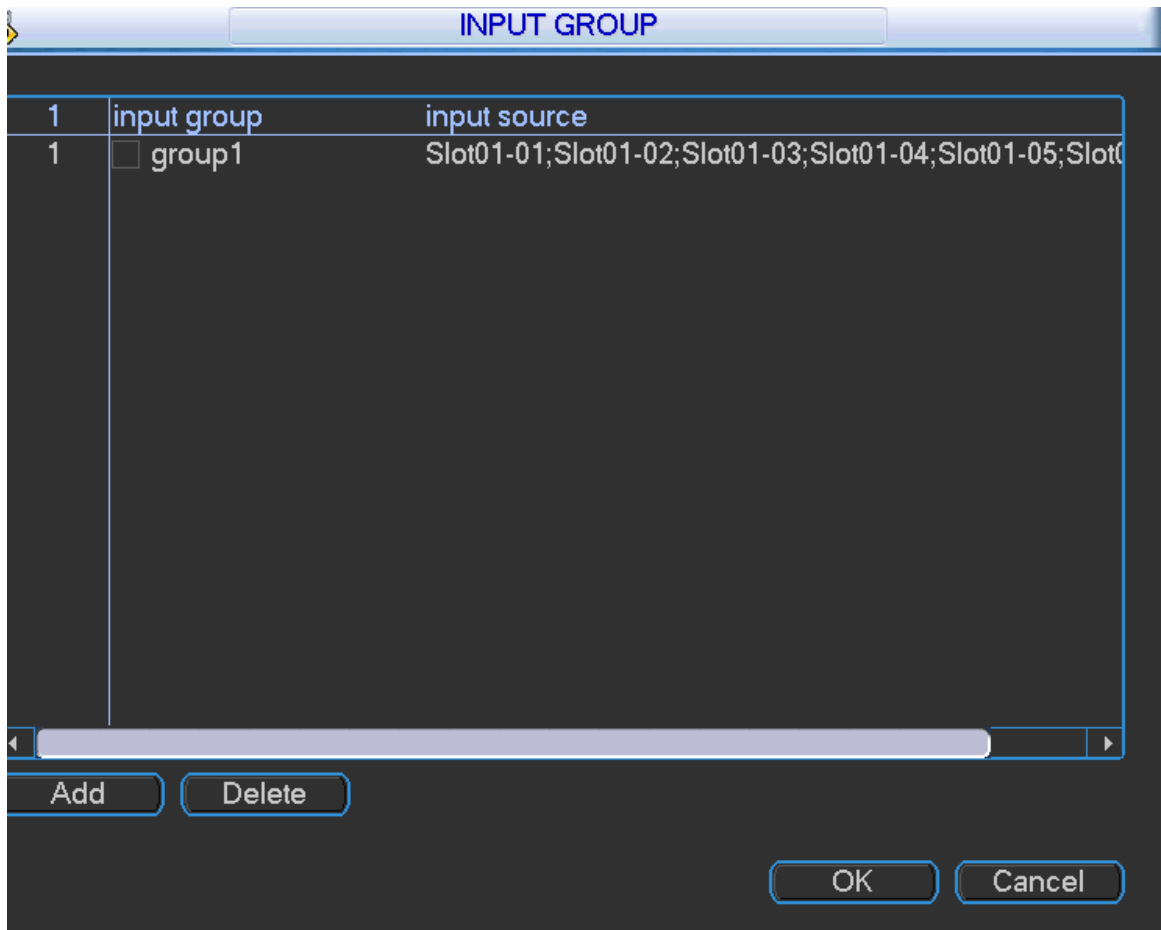 INPUT GROUP
1 input group input source
1 group1 Slot01-01;Slot01-02;Slot01-03;Slot01-04;Slot01-05;
Add Delete
OK Cancel